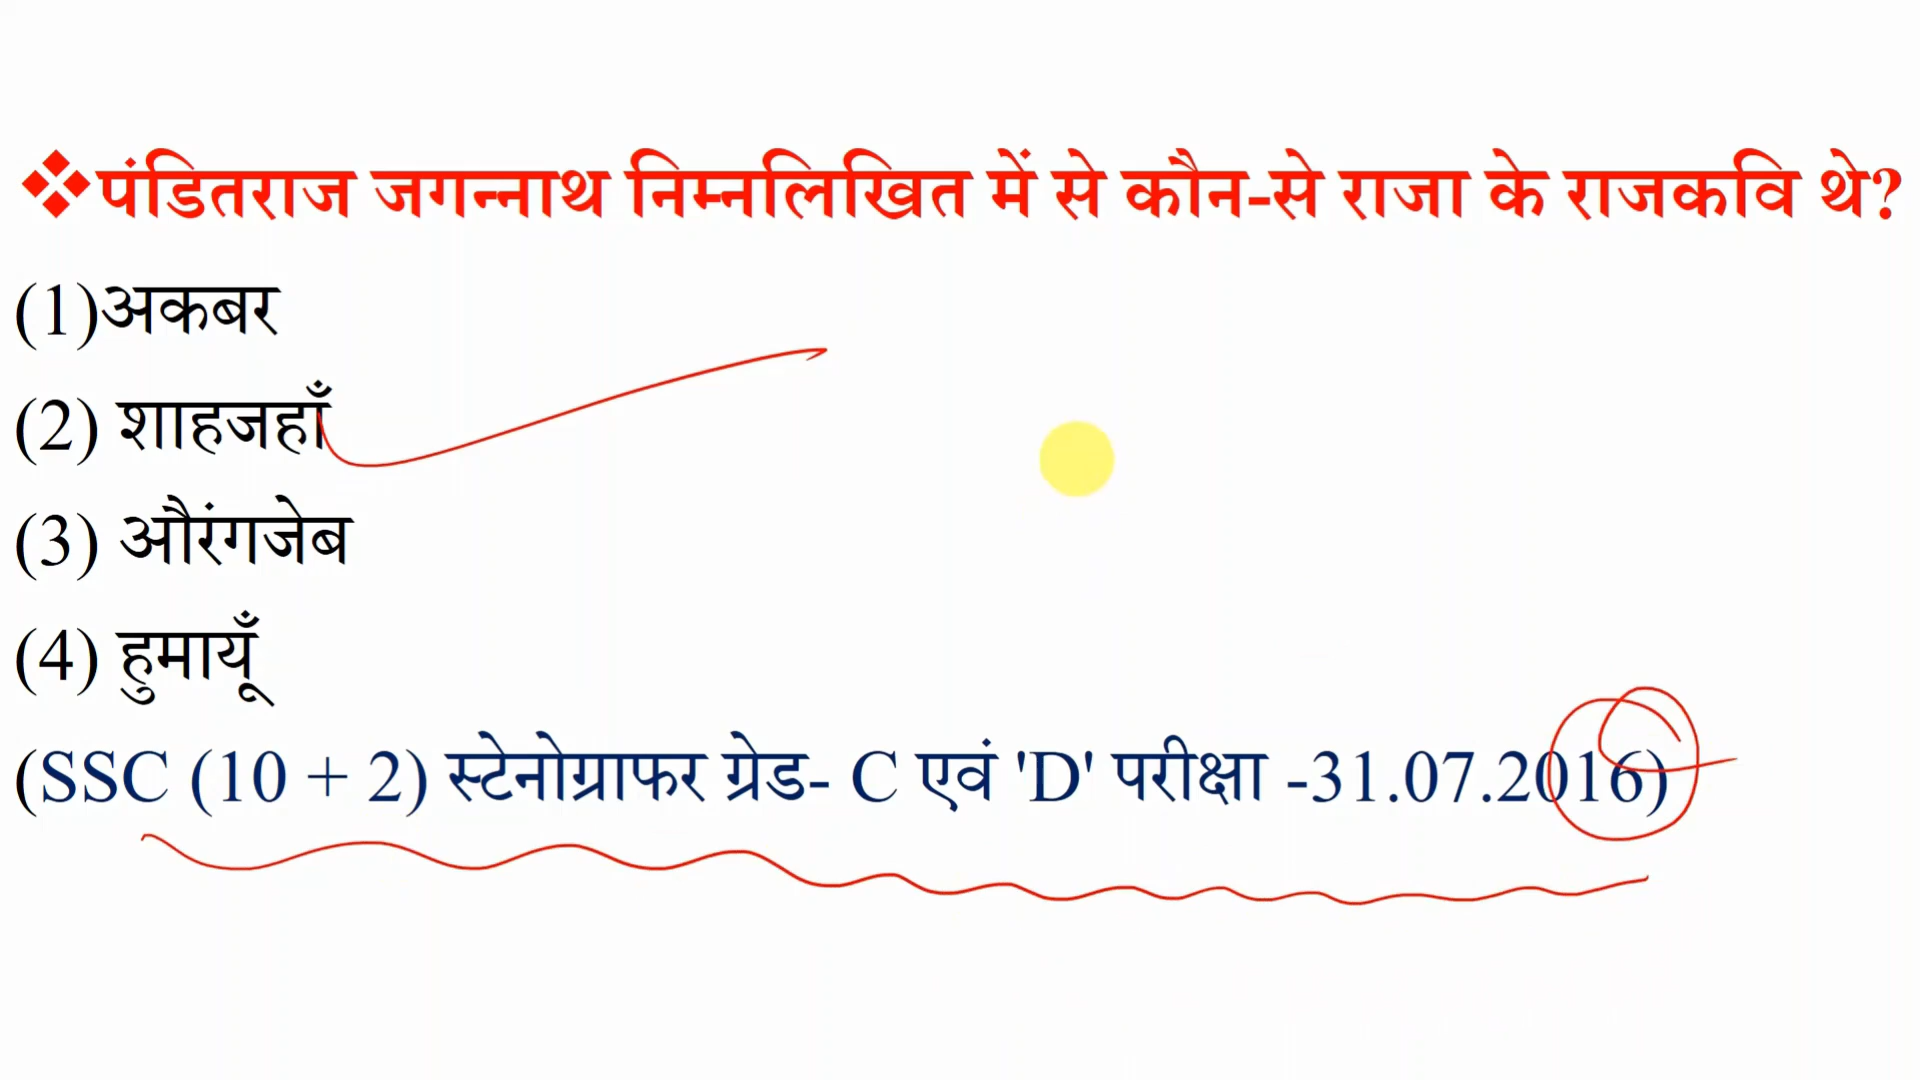 ❖पंडितराज जगन्नाथ निम्नलिखित में से कौन-से राजा के राजकवि थे?
(1)अकबर
(2) शाहजहाँ
(3) औरंगजेब
(4) हुमायूँ
(SSC (10 + 2) स्टेनोग्राफर ग्रेड- C एवं 'D' परीक्षा -31.07.2016)